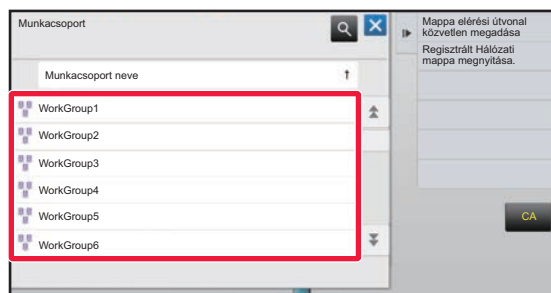 Munkacsoport
Munkacsoport neve
WorkGroup1
WorkGroup2
WorkGroup3
WorkGroup4
WorkGroup5
WorkGroup6
Mappa elérési útvonal
közvetlen megadása
Regisztrált Hálózati
mappa megnyitása.
CA